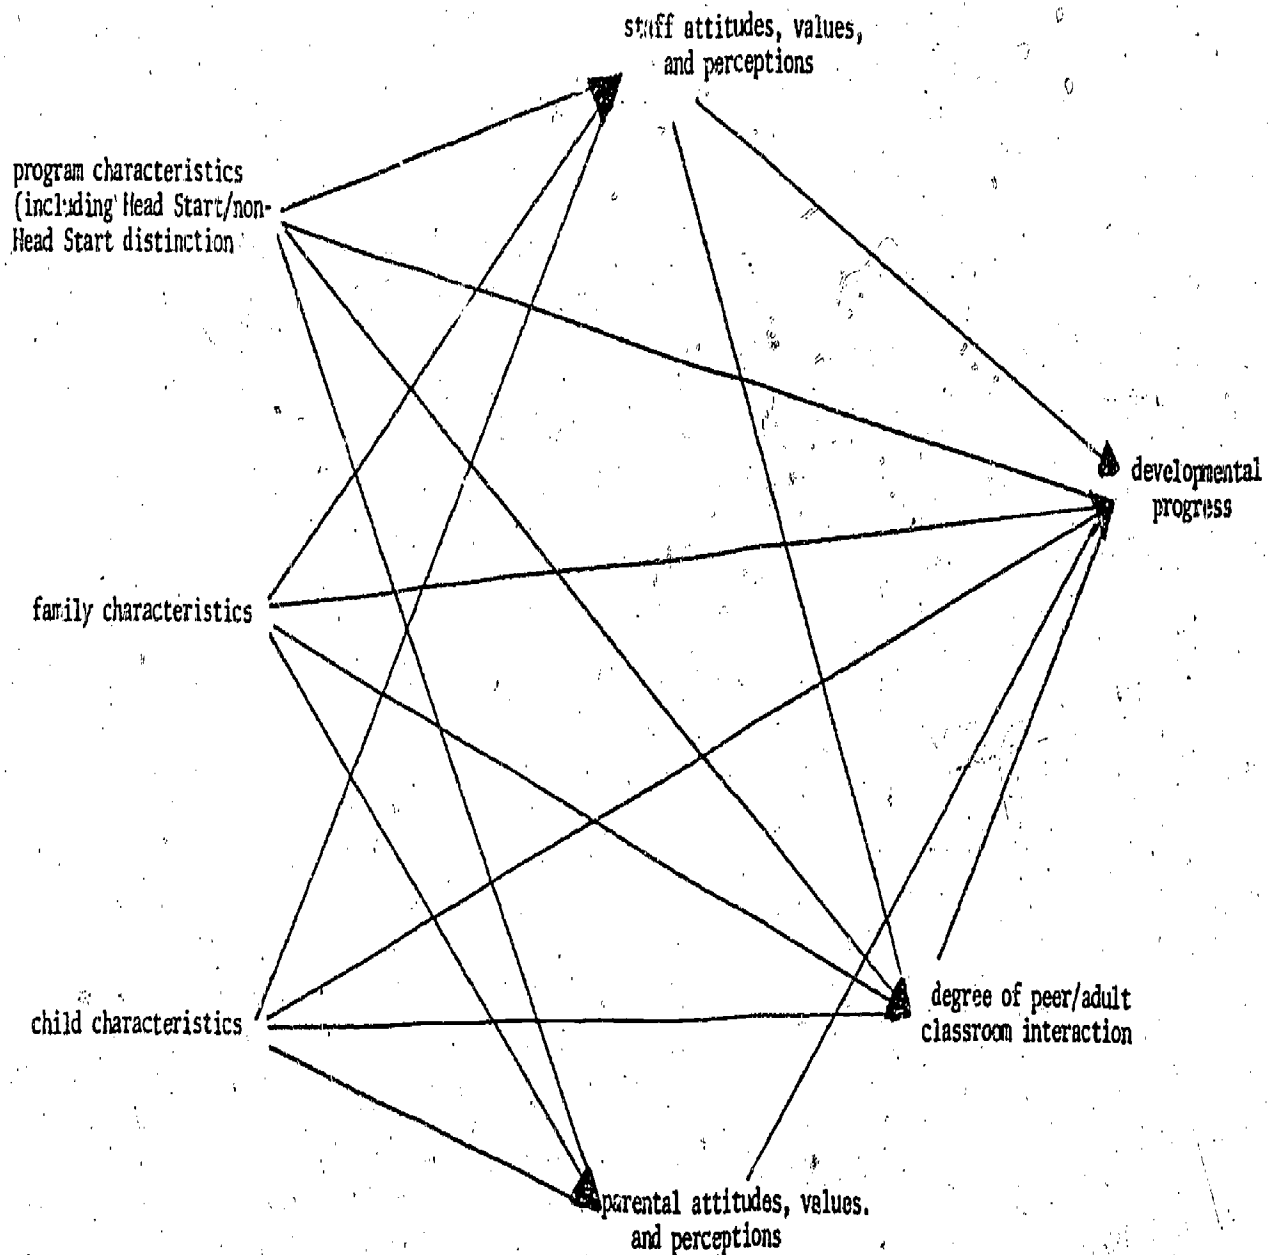 staff attitudes, values,
and perceptions
program characteristics
(including Head Start/non-
Head Start distinction
developmental
progress
family characteristics
child characteristics
degree of peer/adult
classroom interaction
parental attitudes, values.
and perceptions